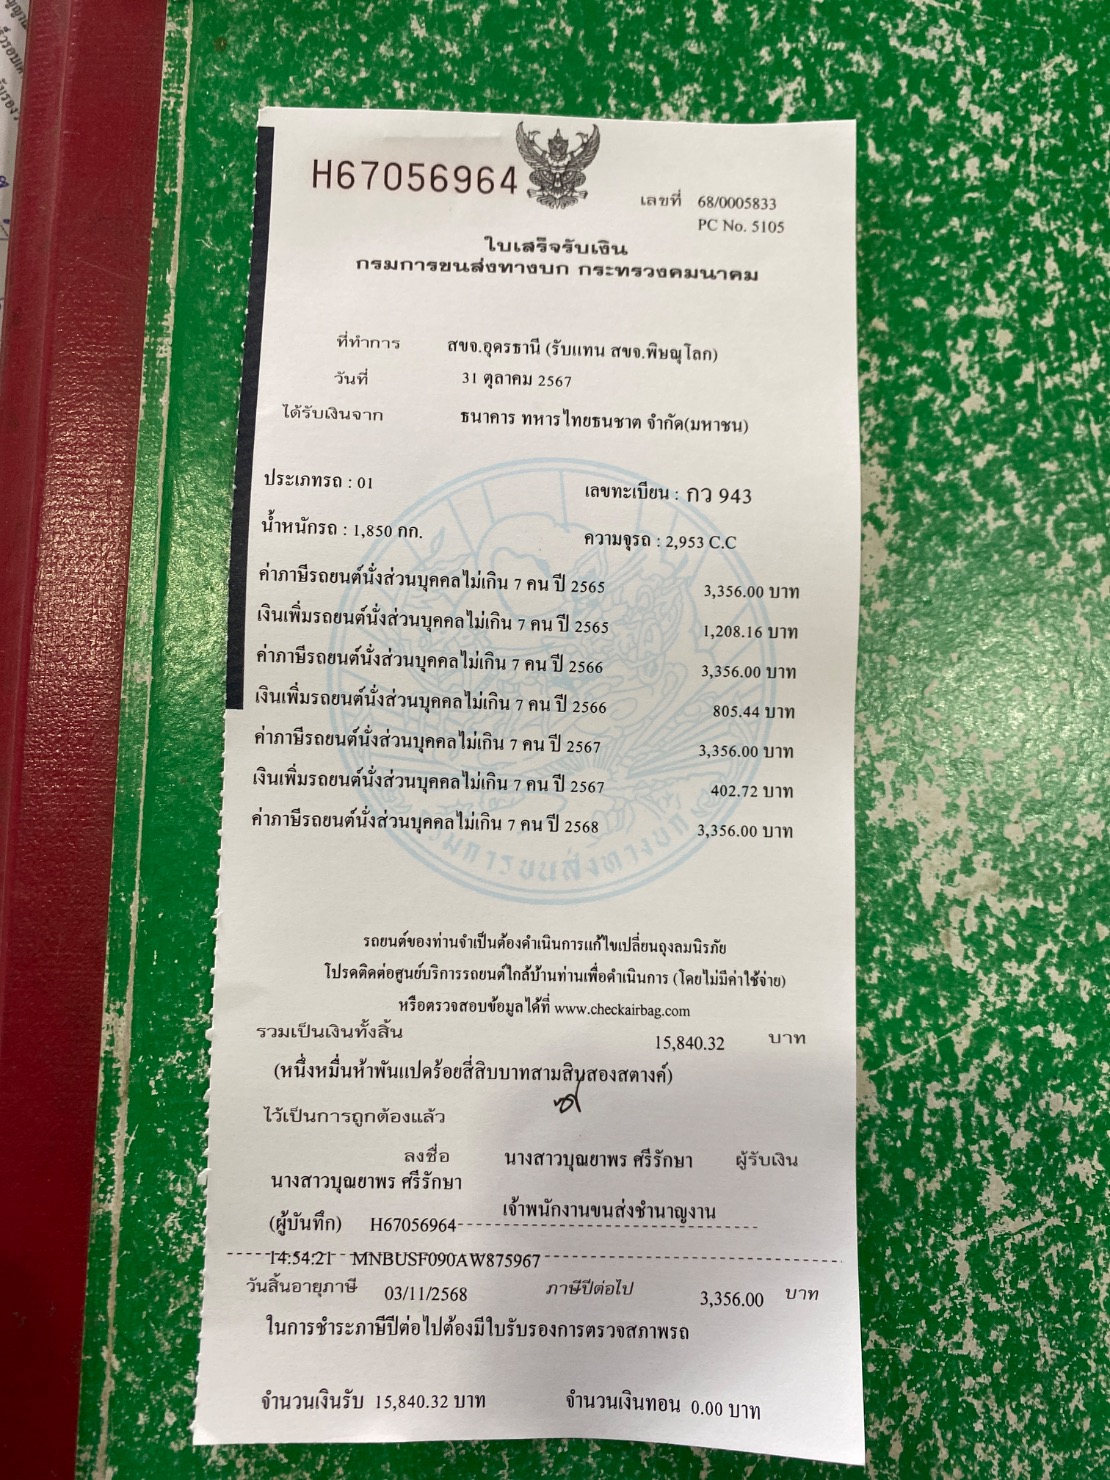 H67056964
เลขที่ 68/0005833
PC No. 5105
ใบเสร็จรับเงิน
กรมการขนส่งทางบก กระทรวงคมนาคม
ที่ทำการ สขจ.อุดรธานี (รับแทน สขจ.พิษณุโลก)
วันที่ 31 ตุลาคม 2567
ได้รับเงินจาก ธนาคาร ทหารไทยธนชาต จำกัด(มหาชน)
ประเภทรถ : 01 เลขทะเบียน : กว 943
น้ำหนักรถ : 1,850 กก. ความจุรถ : 2,953 C.C
ค่าภาษีรถยนต์นั่งส่วนบุคคลไม่เกิน 7 คน ปี 2565 3,356.00 บาท
เงินเพิ่มรถยนต์นั่งส่วนบุคคลไม่เกิน 7 คน ปี 2565 1,208.16 บาท
ค่าภาษีรถยนต์นั่งส่วนบุคคลไม่เกิน 7 คน ปี 2566 3,356.00 บาท
เงินเพิ่มรถยนต์นั่งส่วนบุคคลไม่เกิน 7 คน ปี 2566 805.44 บาท
ค่าภาษีรถยนต์นั่งส่วนบุคคลไม่เกิน 7 คน ปี 2567 3,356.00 บาท
เงินเพิ่มรถยนต์นั่งส่วนบุคคลไม่เกิน 7 คน ปี 2567 402.72 บาท
ค่าภาษีรถยนต์นั่งส่วนบุคคลไม่เกิน 7 คน ปี 2568 3,356.00 บาท
กรมการขนส่งทางบก
รถยนต์ของท่านจำเป็นต้องดำเนินการแก้ไขเปลี่ยนถุงลมนิรภัย
โปรดติดต่อศูนย์บริการรถยนต์ใกล้บ้านท่านเพื่อดำเนินการ (โดยไม่มีค่าใช้จ่าย)
หรือตรวจสอบข้อมูลได้ที่ www.checkairbag.com
รวมเป็นเงินทั้งสิ้น 15,840.32 บาท
(หนึ่งหมื่นห้าพันแปดร้อยสี่สิบบาทสามสิบสองสตางค์)
ไว้เป็นการถูกต้องแล้ว
ลงชื่อ นางสาวบุณยาพร ศรีรักษา ผู้รับเงิน
นางสาวบุณยาพร ศรีรักษา
เจ้าพนักงานขนส่งชำนาญงาน
(ผู้บันทึก) H67056964
14:54:21 MNBUSF090AW875967
วันสิ้นอายุภาษี 03/11/2568 ภาษีปีต่อไป 3,356.00 บาท
ในการชำระภาษีปีต่อไปต้องมีใบรับรองการตรวจสภาพรถ
จำนวนเงินรับ 15,840.32 บาท จำนวนเงินทอน 0.00 บาท